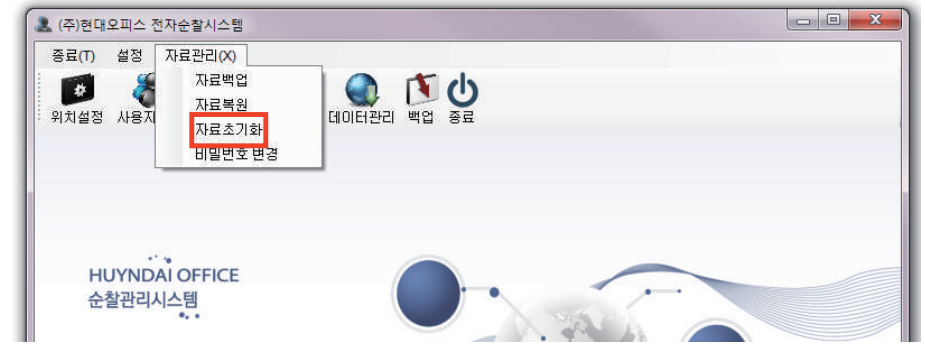 (주)현대오피스 전자순찰시스템
종료(T) 설정 자료관리(X)
자료백업
자료복원
자료초기화
비밀번호 변경
위치설정 데이터관리 백업 종료
HUYNDAI OFFICE
순찰관리시스템